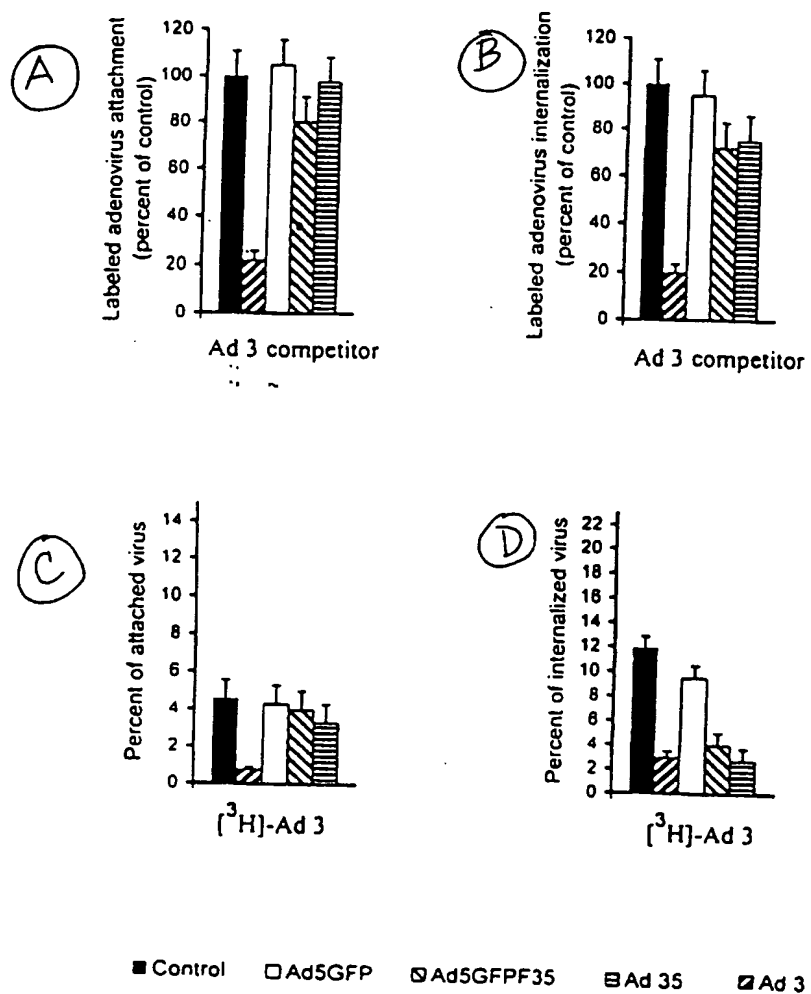 A
Labeled adenovirus attachment
(percent of control)
120
100
80
60
40
20
0
Ad 3 competitor
B
Labeled adenovirus internalization
(percent of control)
120
100
80
60
40
20
0
Ad 3 competitor
C
Percent of attached virus
14
12
10
8
6
4
2
0
[³H]-Ad 3
D
Percent of internalized virus
22
20
18
16
14
12
10
8
6
4
2
0
[³H]-Ad 3
Control
Ad5GFP
Ad5GFPF35
Ad 35
Ad 3